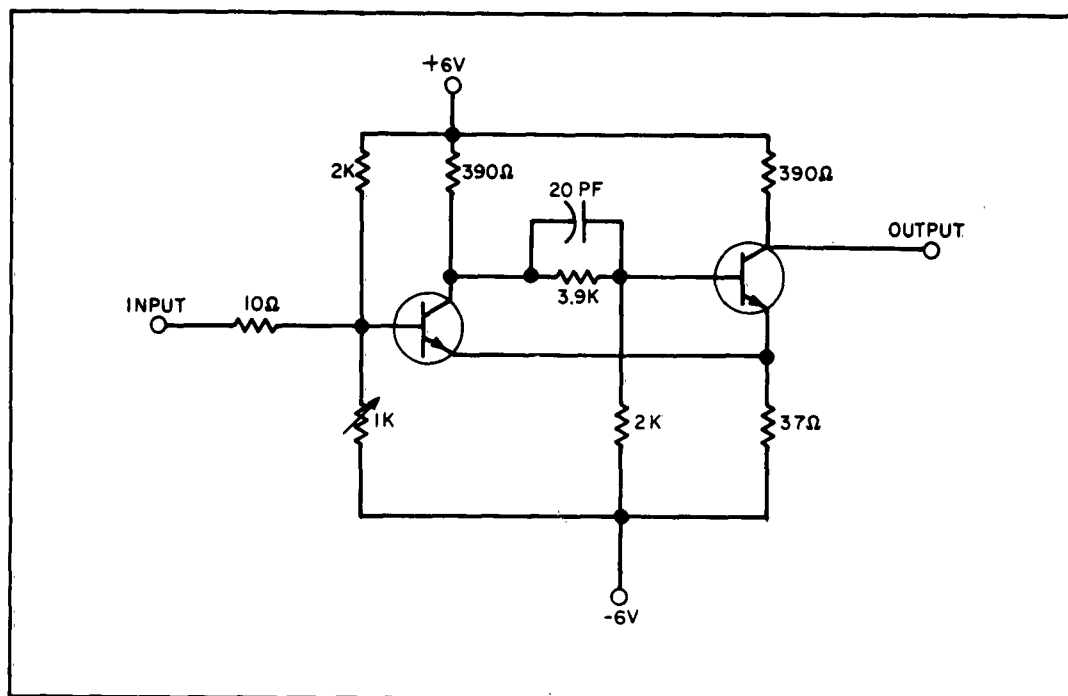 +6V
2K
390Ω
390Ω
20 PF
OUTPUT
3.9K
INPUT
10Ω
1K
2K
37Ω
-6V